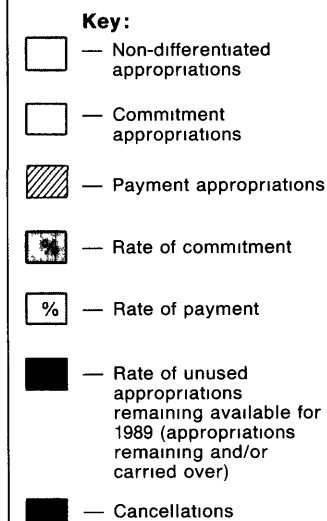 Key:
— Non-differentiated
appropriations
— Commitment
appropriations
— Payment appropriations
% — Rate of commitment
% — Rate of payment
— Rate of unused
appropriations
remaining available for
1989 (appropriations
remaining and/or
carried over)
— Cancellations